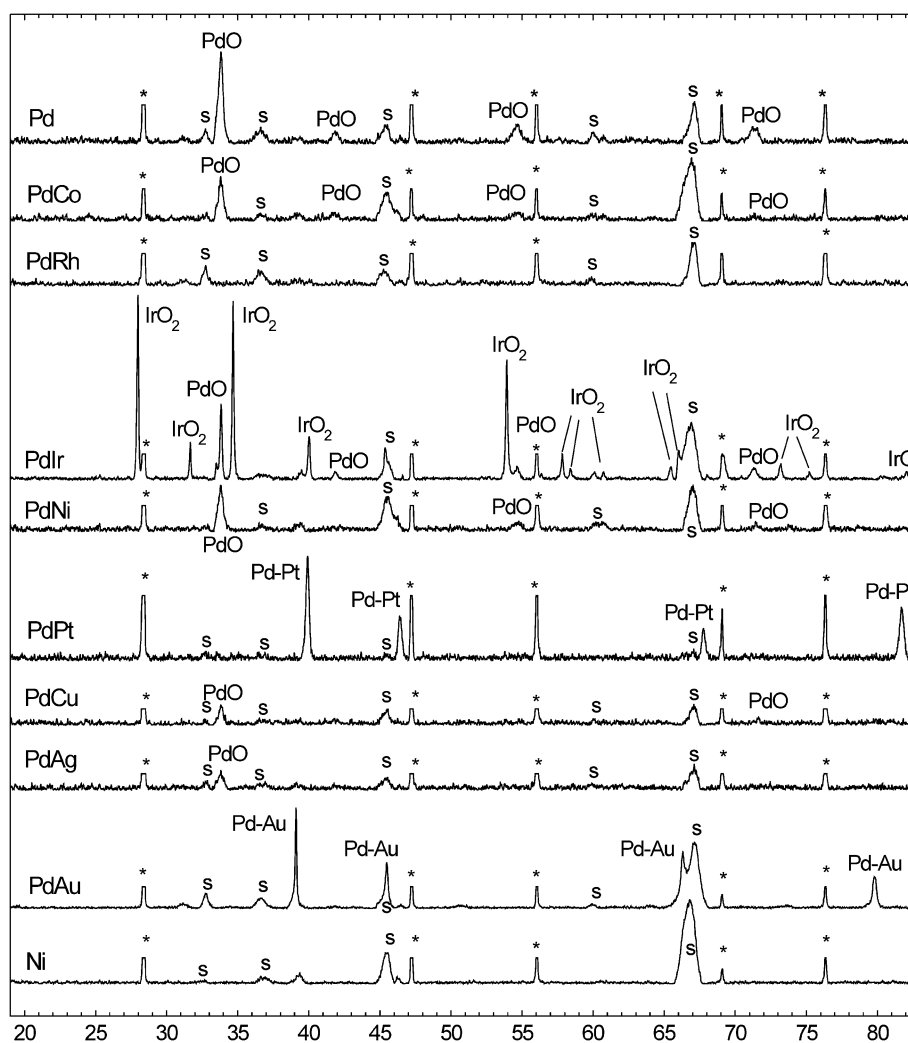 PdO
Pd * s s PdO s * PdO * s s * PdO *
PdO
PdCo * s PdO s * PdO * s s * PdO *
PdRh * s s s * * s s * *
IrO2 IrO2
IrO2
IrO2
PdO IrO2
IrO2 IrO2 PdO s IrO2
PdIr * PdO s * * * PdO * IrO
PdNi * s s * PdO * s * PdO *
PdO s
Pd-Pt
Pd-Pt Pd-Pt Pd-P
PdPt * s s s * * s * *
PdCu * s PdO s s * * s s * PdO *
PdAg * s PdO s s * * s s * *
Pd-Au Pd-Au Pd-Au s Pd-Au
PdAu * s s s * * s * *
Ni * s s s * * s * *
20 25 30 35 40 45 50 55 60 65 70 75 80